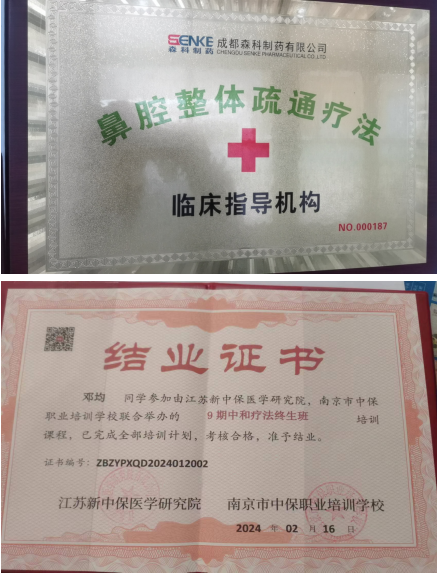 SENKE 成都森科制药有限公司
森科制药 CHENGDU SENKE PHARMACEUTICAL CO.,LTD
鼻腔整体疏通疗法
临床指导机构
NO.000187
结业证书
邓均 同学参加由江苏新中保医学研究院，南京市中保
职业培训学校联合举办的 9期中和疗法终生班 培训
课程，已完成全部培训计划，考核合格，准予结业。
证书编号：ZBZYPXQD2024012002
江苏新中保医学研究院 南京市中保职业培训学校
2024 年 02 月 16 日